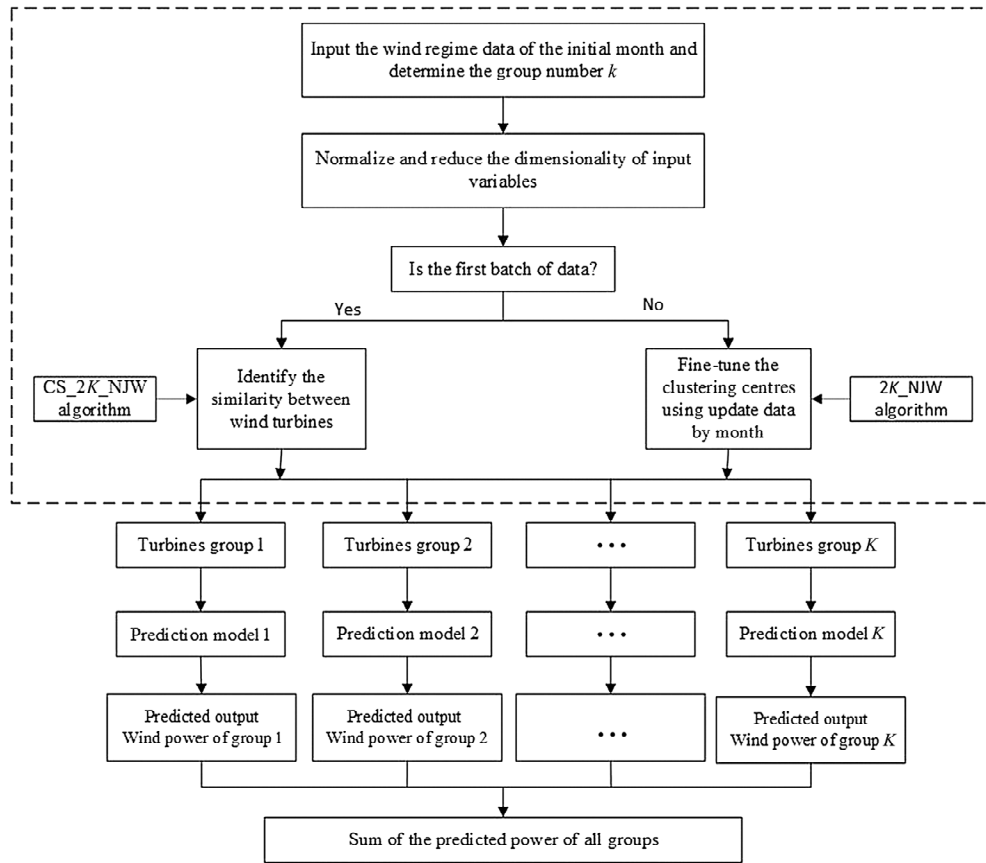 Input the wind regime data of the initial month and
determine the group number k
Normalize and reduce the dimensionality of input
variables
Is the first batch of data?
Yes
No
CS_2K_NJW
algorithm
Identify the
similarity between
wind turbines
Fine-tune the
clustering centres
using update data
by month
2K_NJW
algorithm
Turbines group 1
Turbines group 2
•••
Turbines group K
Prediction model 1
Prediction model 2
•••
Prediction model K
Predicted output
Wind power of group 1
Predicted output
Wind power of group 2
•••
Predicted output
Wind power of group K
Sum of the predicted power of all groups